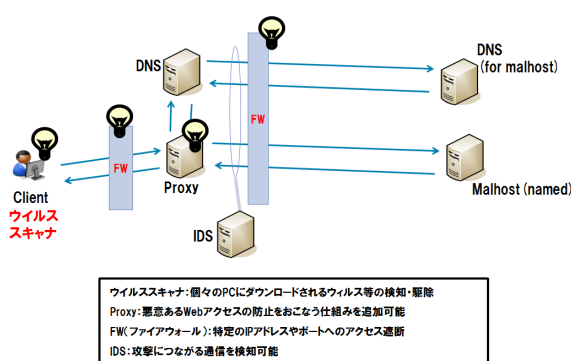 DNS
DNS
(for malhost)
FW
FW
Proxy
Malhost (named)
Client
ウイルス
スキャナ
IDS
ウイルススキャナ:個々のPCにダウンロードされるウィルス等の検知・駆除
Proxy:悪意あるWebアクセスの防止をおこなう仕組みを追加可能
FW(ファイアウォール):特定のIPアドレスやポートへのアクセス遮断
IDS:攻撃につながる通信を検知可能